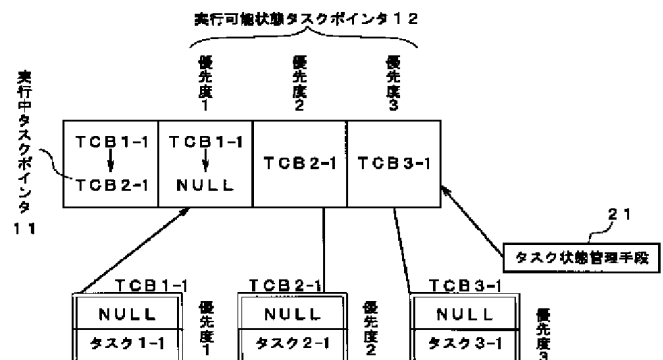 実行可能状態タスクポインタ12
優先度1
優先度2
優先度3
実行中タスクポインタ11
TCB1-1
↓
TCB2-1
TCB1-1
↓
NULL
TCB2-1
TCB3-1
21
タスク状態管理手段
TCB1-1
NULL
タスク1-1
優先度1
TCB2-1
NULL
タスク2-1
優先度2
TCB3-1
NULL
タスク3-1
優先度3